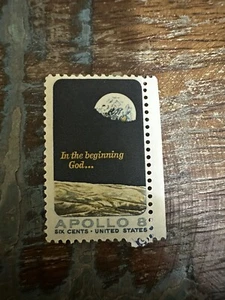 In the beginning
God...
APOLLO 8
SIX CENTS · UNITED STATES